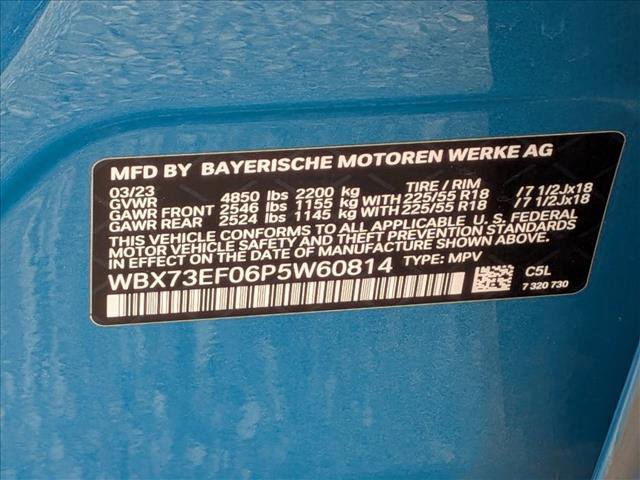 MFD BY BAYERISCHE MOTOREN WERKE AG
03/23 TIRE / RIM
GVWR 4850 lbs 2200 kg
GAWR FRONT 2546 lbs 1155 kg WITH 225/55 R18 /7 1/2Jx18
GAWR REAR 2524 lbs 1145 kg WITH 225/55 R18 /7 1/2Jx18
THIS VEHICLE CONFORMS TO ALL APPLICABLE U.S. FEDERAL
MOTOR VEHICLE SAFETY STANDARDS IN EFFECT ON
THE DATE OF MANUFACTURE SHOWN ABOVE.
WBX73EF06P5W60814 TYPE: MPV
C5L
7 320 730